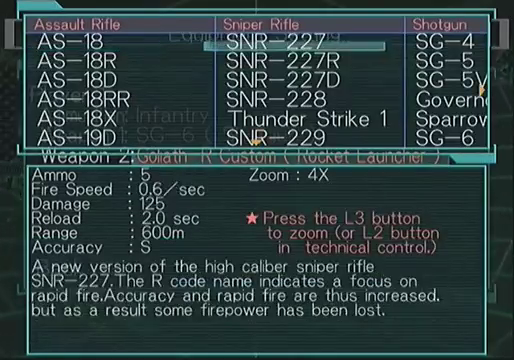 Assault Rifle Sniper Rifle Shotgun
AS-18 SNR-227 SG-4
AS-18R SNR-227R SG-5
AS-18D SNR-227D SG-5
AS-18RR SNR-228 Govern
AS-18X Thunder Strike 1 Sparrow
AS-19D SNR-229 SG-6
Weapon 2:Goliath-R Custom ( Rocket Launcher )
Ammo : 5 Zoom : 4X
Fire Speed : 0.6/sec
Damage : 125
Reload : 2.0 sec ★ Press the L3 button
Range : 600m to zoom (or L2 button
Accuracy : S in technical control.)
A new version of the high caliber sniper rifle
SNR-227.The R code name indicates a focus on
rapid fire.Accuracy and rapid fire are thus increased.
but as a result some firepower has been lost.